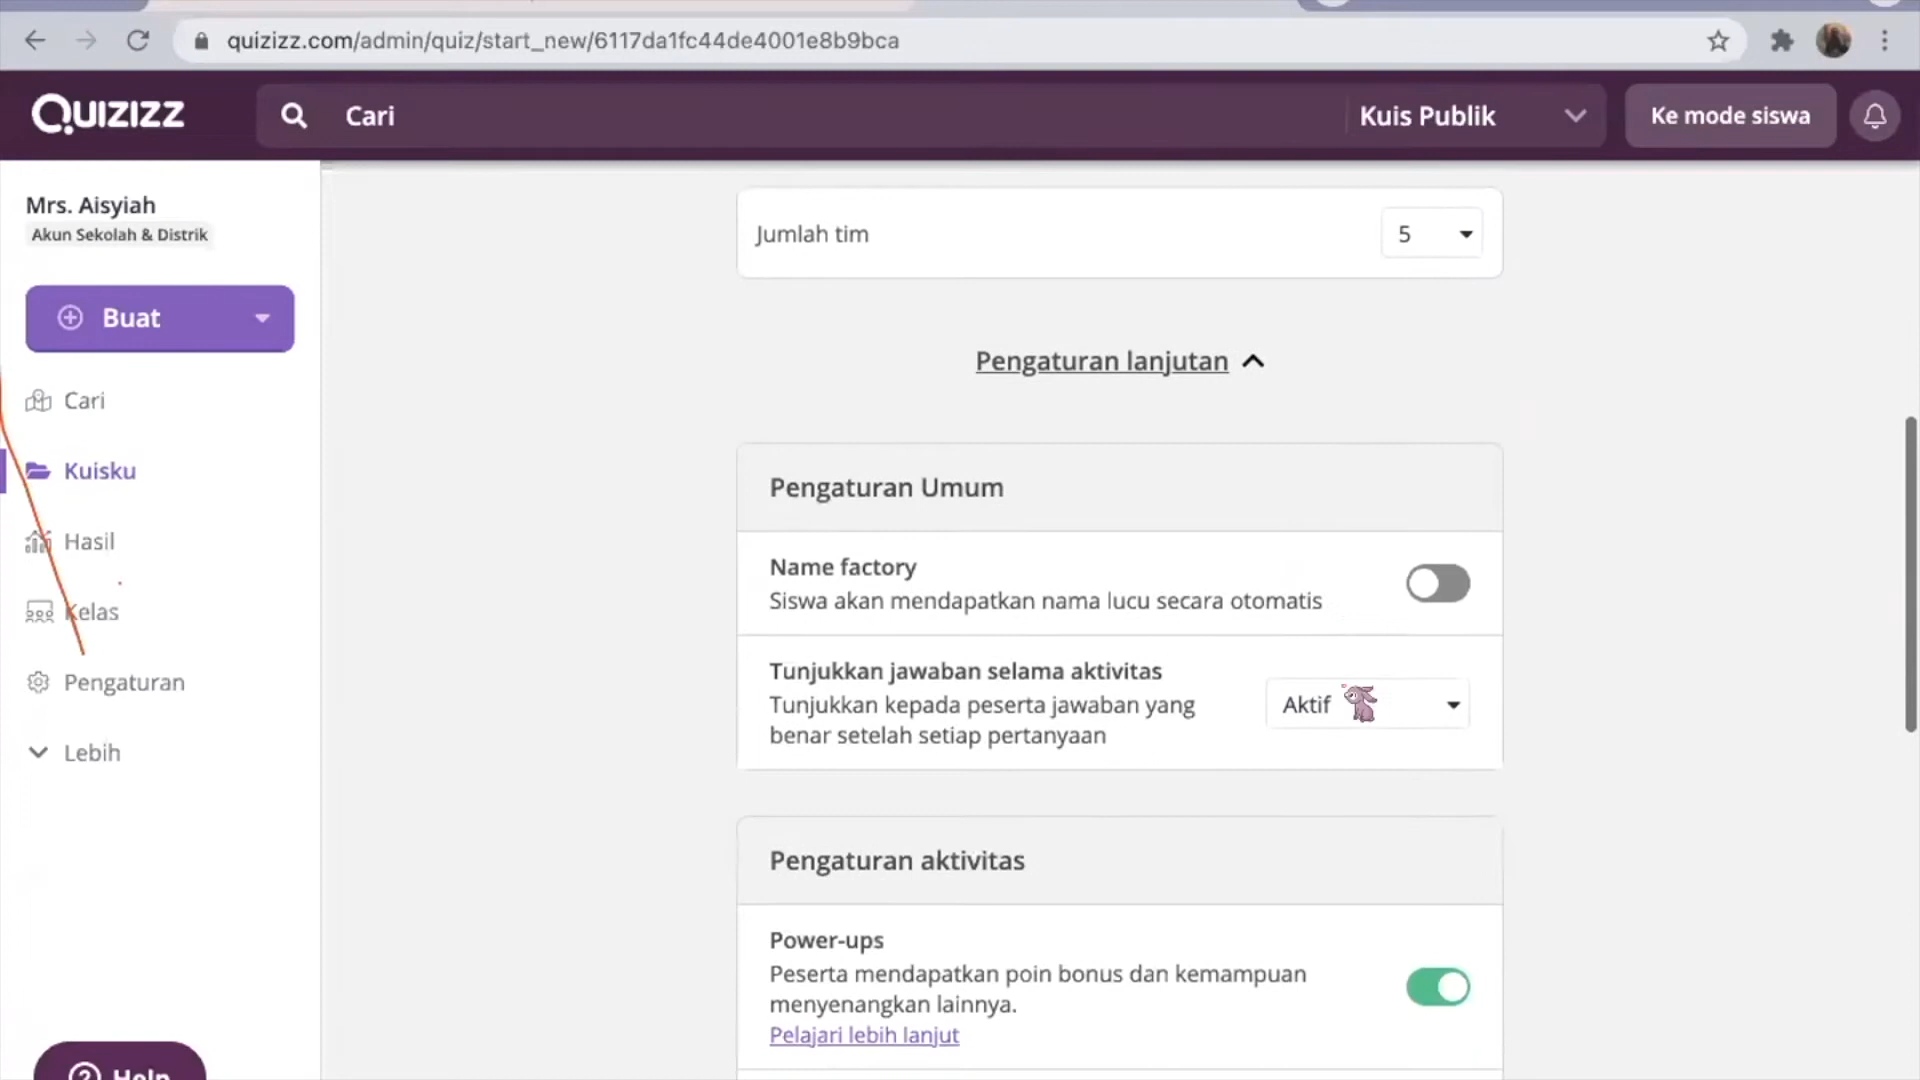 quizizz.com/admin/quiz/start_new/6117da1fc44de4001e8b9bca
QUIZIZZ
Cari
Kuis Publik
Ke mode siswa
Mrs. Aisyiah
Akun Sekolah & Distrik
Buat
Cari
Kuisku
Hasil
Kelas
Pengaturan
Lebih
Help
Jumlah tim
5
Pengaturan lanjutan
Pengaturan Umum
Name factory
Siswa akan mendapatkan nama lucu secara otomatis
Tunjukkan jawaban selama aktivitas
Tunjukkan kepada peserta jawaban yang
benar setelah setiap pertanyaan
Aktif
Pengaturan aktivitas
Power-ups
Peserta mendapatkan poin bonus dan kemampuan
menyenangkan lainnya.
Pelajari lebih lanjut